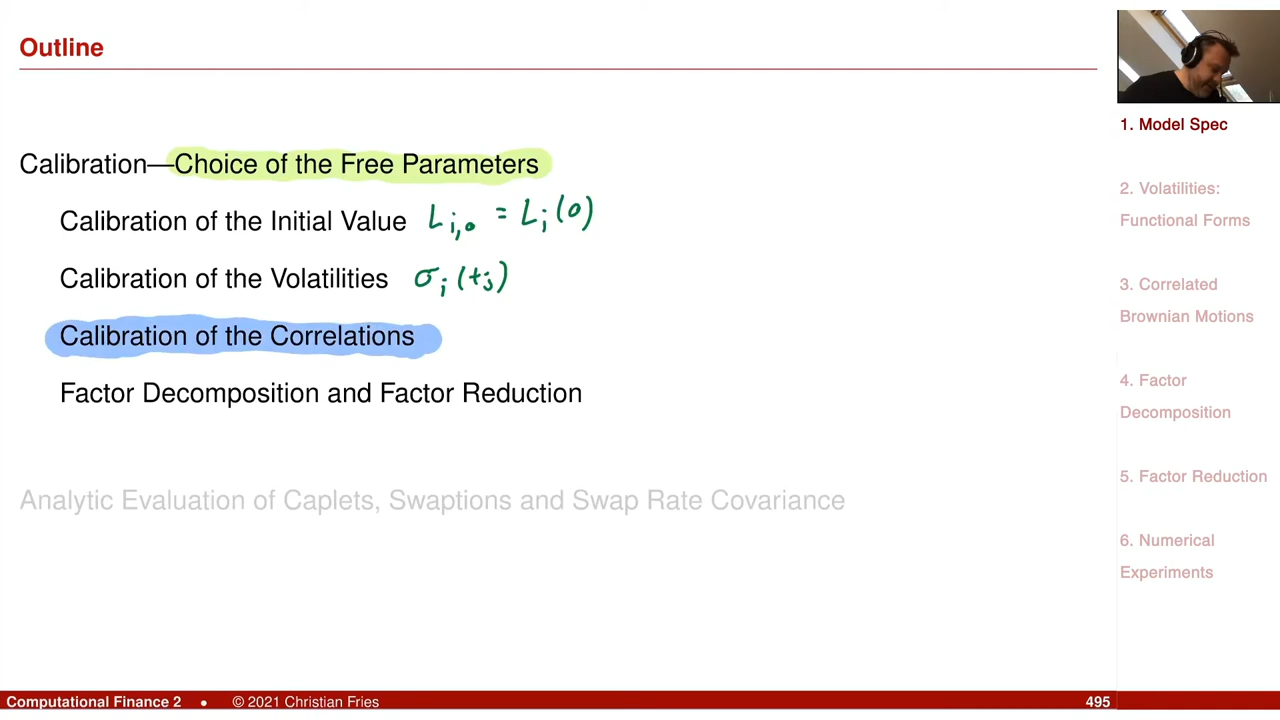 Outline
Calibration—Choice of the Free Parameters
Calibration of the Initial Value L_{i,0} = L_i(0)
Calibration of the Volatilities σ_i(t_j)
Calibration of the Correlations
Factor Decomposition and Factor Reduction
Analytic Evaluation of Caplets, Swaptions and Swap Rate Covariance
1. Model Spec
2. Volatilities:
Functional Forms
3. Correlated
Brownian Motions
4. Factor
Decomposition
5. Factor Reduction
6. Numerical
Experiments
Computational Finance 2 • © 2021 Christian Fries 495